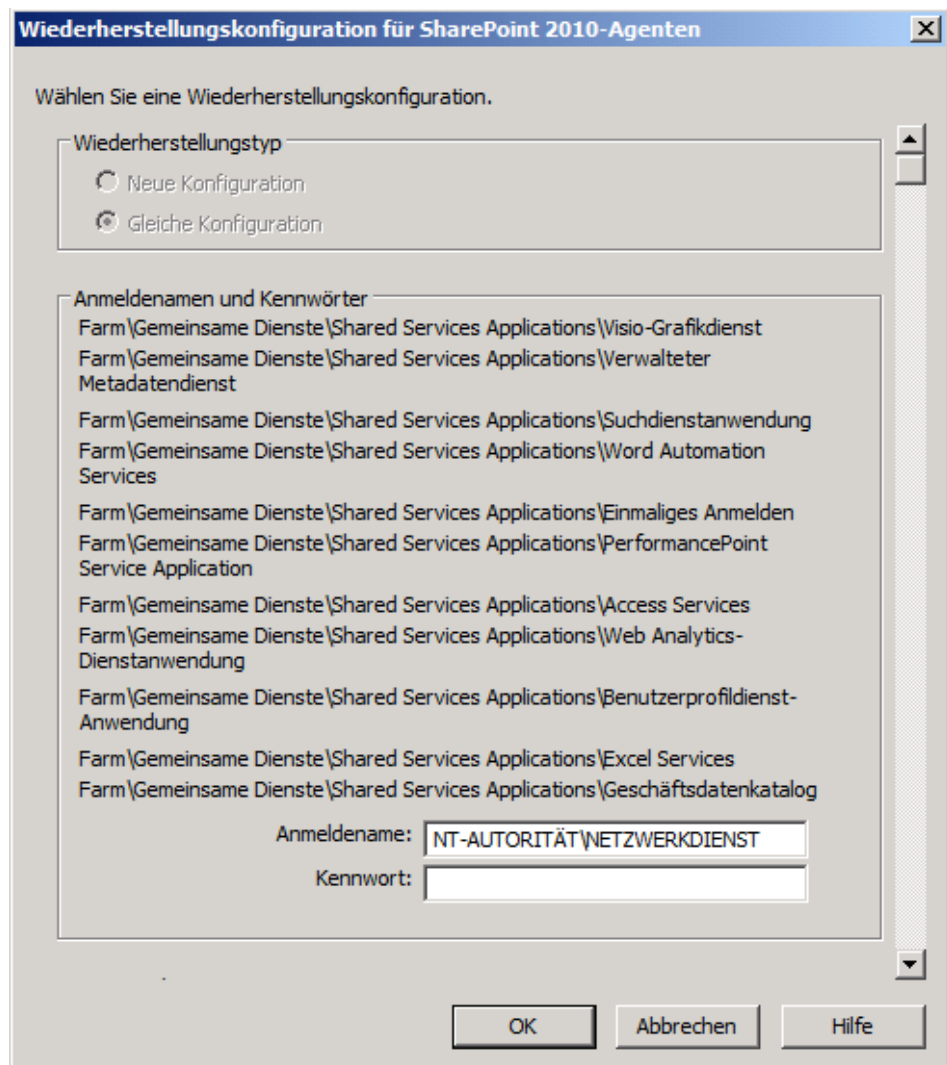 Wiederherstellungskonfiguration für SharePoint 2010-Agenten
Wählen Sie eine Wiederherstellungskonfiguration.
Wiederherstellungstyp
Neue Konfiguration
Gleiche Konfiguration
Anmeldenamen und Kennwörter
Farm\Gemeinsame Dienste\Shared Services Applications\Visio-Grafikdienst
Farm\Gemeinsame Dienste\Shared Services Applications\Verwalteter
Metadatendienst
Farm\Gemeinsame Dienste\Shared Services Applications\Suchdienstanwendung
Farm\Gemeinsame Dienste\Shared Services Applications\Word Automation
Services
Farm\Gemeinsame Dienste\Shared Services Applications\Einmaliges Anmelden
Farm\Gemeinsame Dienste\Shared Services Applications\PerformancePoint
Service Application
Farm\Gemeinsame Dienste\Shared Services Applications\Access Services
Farm\Gemeinsame Dienste\Shared Services Applications\Web Analytics-
Dienstanwendung
Farm\Gemeinsame Dienste\Shared Services Applications\Benutzerprofildienst-
Anwendung
Farm\Gemeinsame Dienste\Shared Services Applications\Excel Services
Farm\Gemeinsame Dienste\Shared Services Applications\Geschäftsdatenkatalog
Anmeldename: NT-AUTORITÄT\NETZWERKDIENST
Kennwort:
OK Abbrechen Hilfe